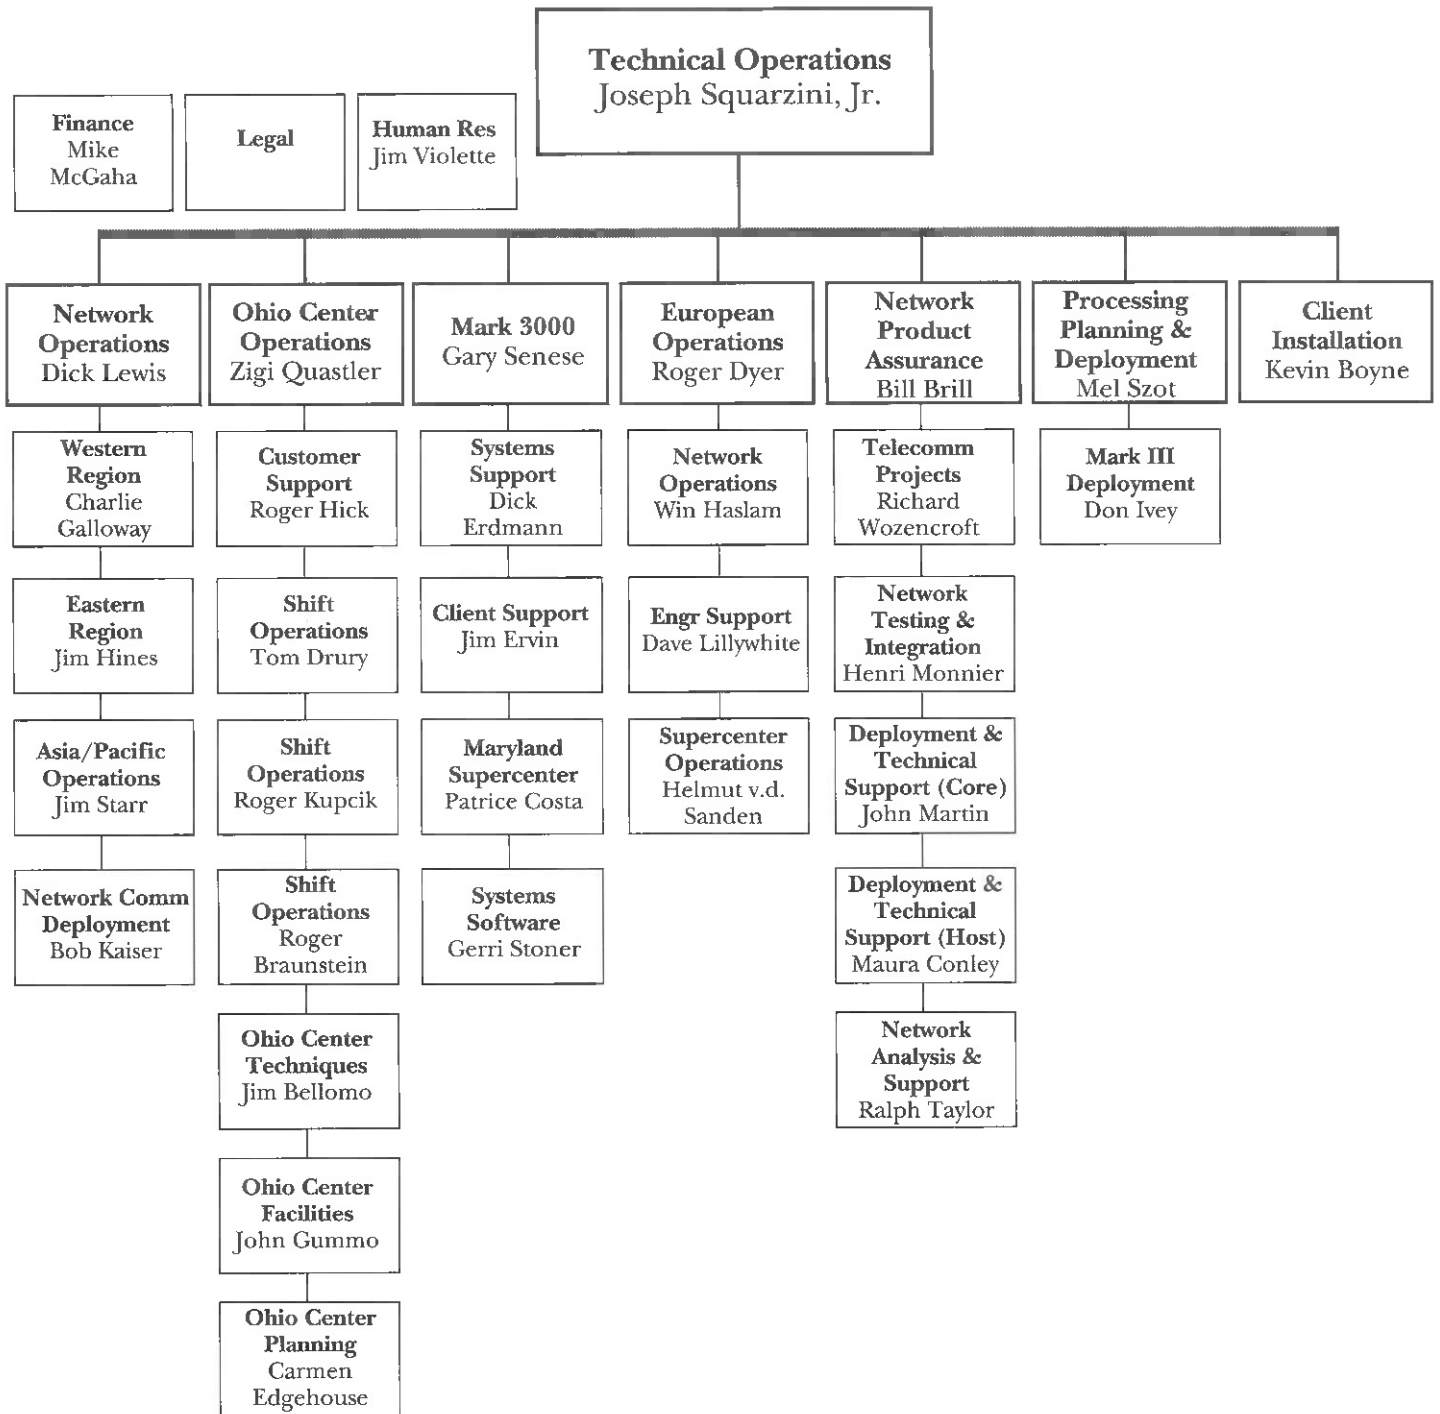 Technical Operations
Joseph Squarzini, Jr.
Finance
Mike
McGaha
Legal
Human Res
Jim Violette
Network
Operations
Dick Lewis
Western
Region
Charlie
Galloway
Eastern
Region
Jim Hines
Asia/Pacific
Operations
Jim Starr
Network Comm
Deployment
Bob Kaiser
Ohio Center
Operations
Zigi Quastler
Customer
Support
Roger Hick
Shift
Operations
Tom Drury
Shift
Operations
Roger Kupcik
Shift
Operations
Roger
Braunstein
Ohio Center
Techniques
Jim Bellomo
Ohio Center
Facilities
John Gummo
Ohio Center
Planning
Carmen
Edgehouse
Mark 3000
Gary Senese
Systems
Support
Dick
Erdmann
Client Support
Jim Ervin
Maryland
Supercenter
Patrice Costa
Systems
Software
Gerri Stoner
European
Operations
Roger Dyer
Network
Operations
Win Haslam
Engr Support
Dave Lillywhite
Supercenter
Operations
Helmut v.d.
Sanden
Network
Product
Assurance
Bill Brill
Telecomm
Projects
Richard
Wozencroft
Network
Testing &
Integration
Henri Monnier
Deployment &
Technical
Support (Core)
John Martin
Deployment &
Technical
Support (Host)
Maura Conley
Network
Analysis &
Support
Ralph Taylor
Processing
Planning &
Deployment
Mel Szot
Mark III
Deployment
Don Ivey
Client
Installation
Kevin Boyne